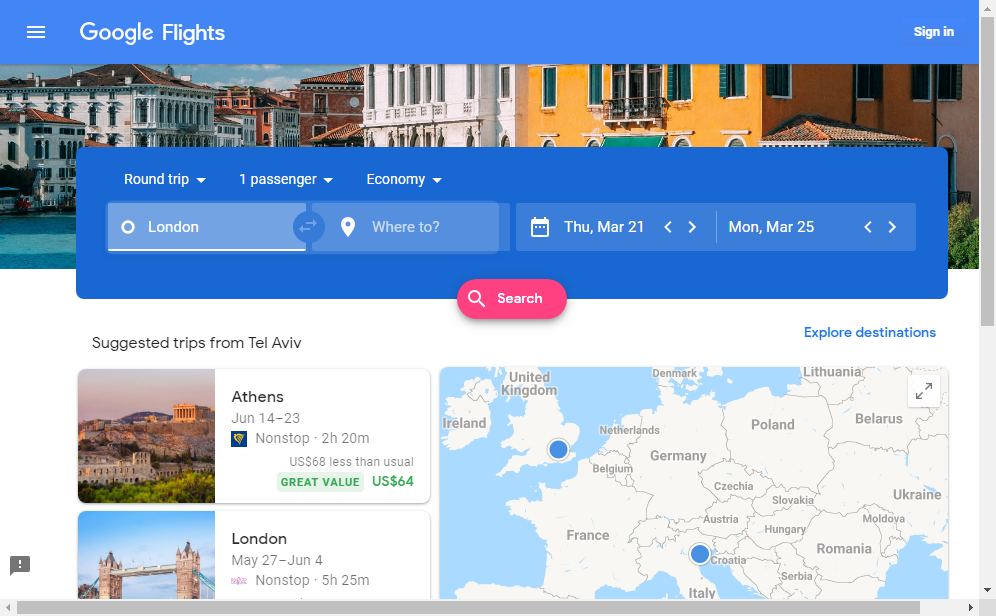 Google Flights
Sign in
Round trip
1 passenger
Economy
London
Where to?
Thu, Mar 21
Mon, Mar 25
Search
Explore destinations
Suggested trips from Tel Aviv
Athens
Jun 14–23
Nonstop · 2h 20m
US$68 less than usual
GREAT VALUE US$64
London
May 27–Jun 4
Nonstop · 5h 25m
United
Kingdom
Denmark
Lithuania
Ireland
Netherlands
Poland
Belarus
Germany
Belgium
Czechia
Ukraine
Slovakia
Austria
Moldova
France
Hungary
Romania
Croatia
Serbia
Italy